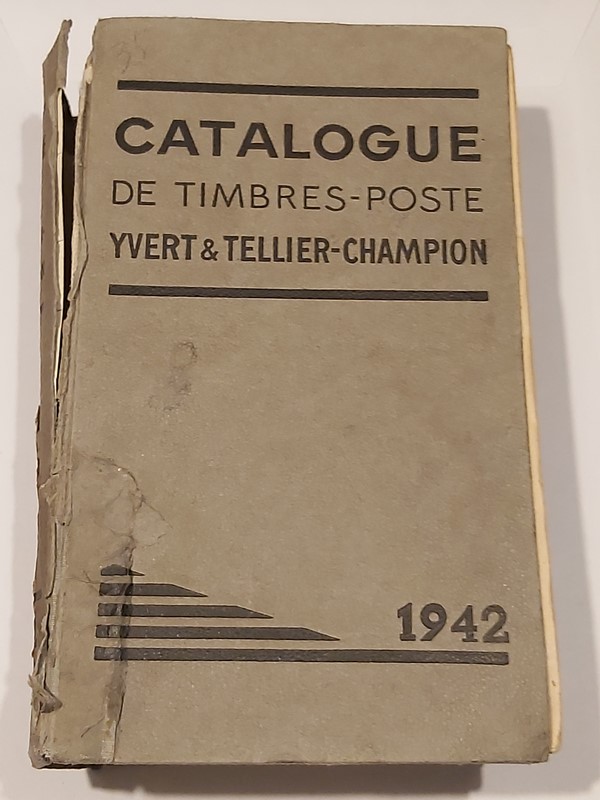 CATALOGUE
DE TIMBRES-POSTE
YVERT & TELLIER-CHAMPION
1942